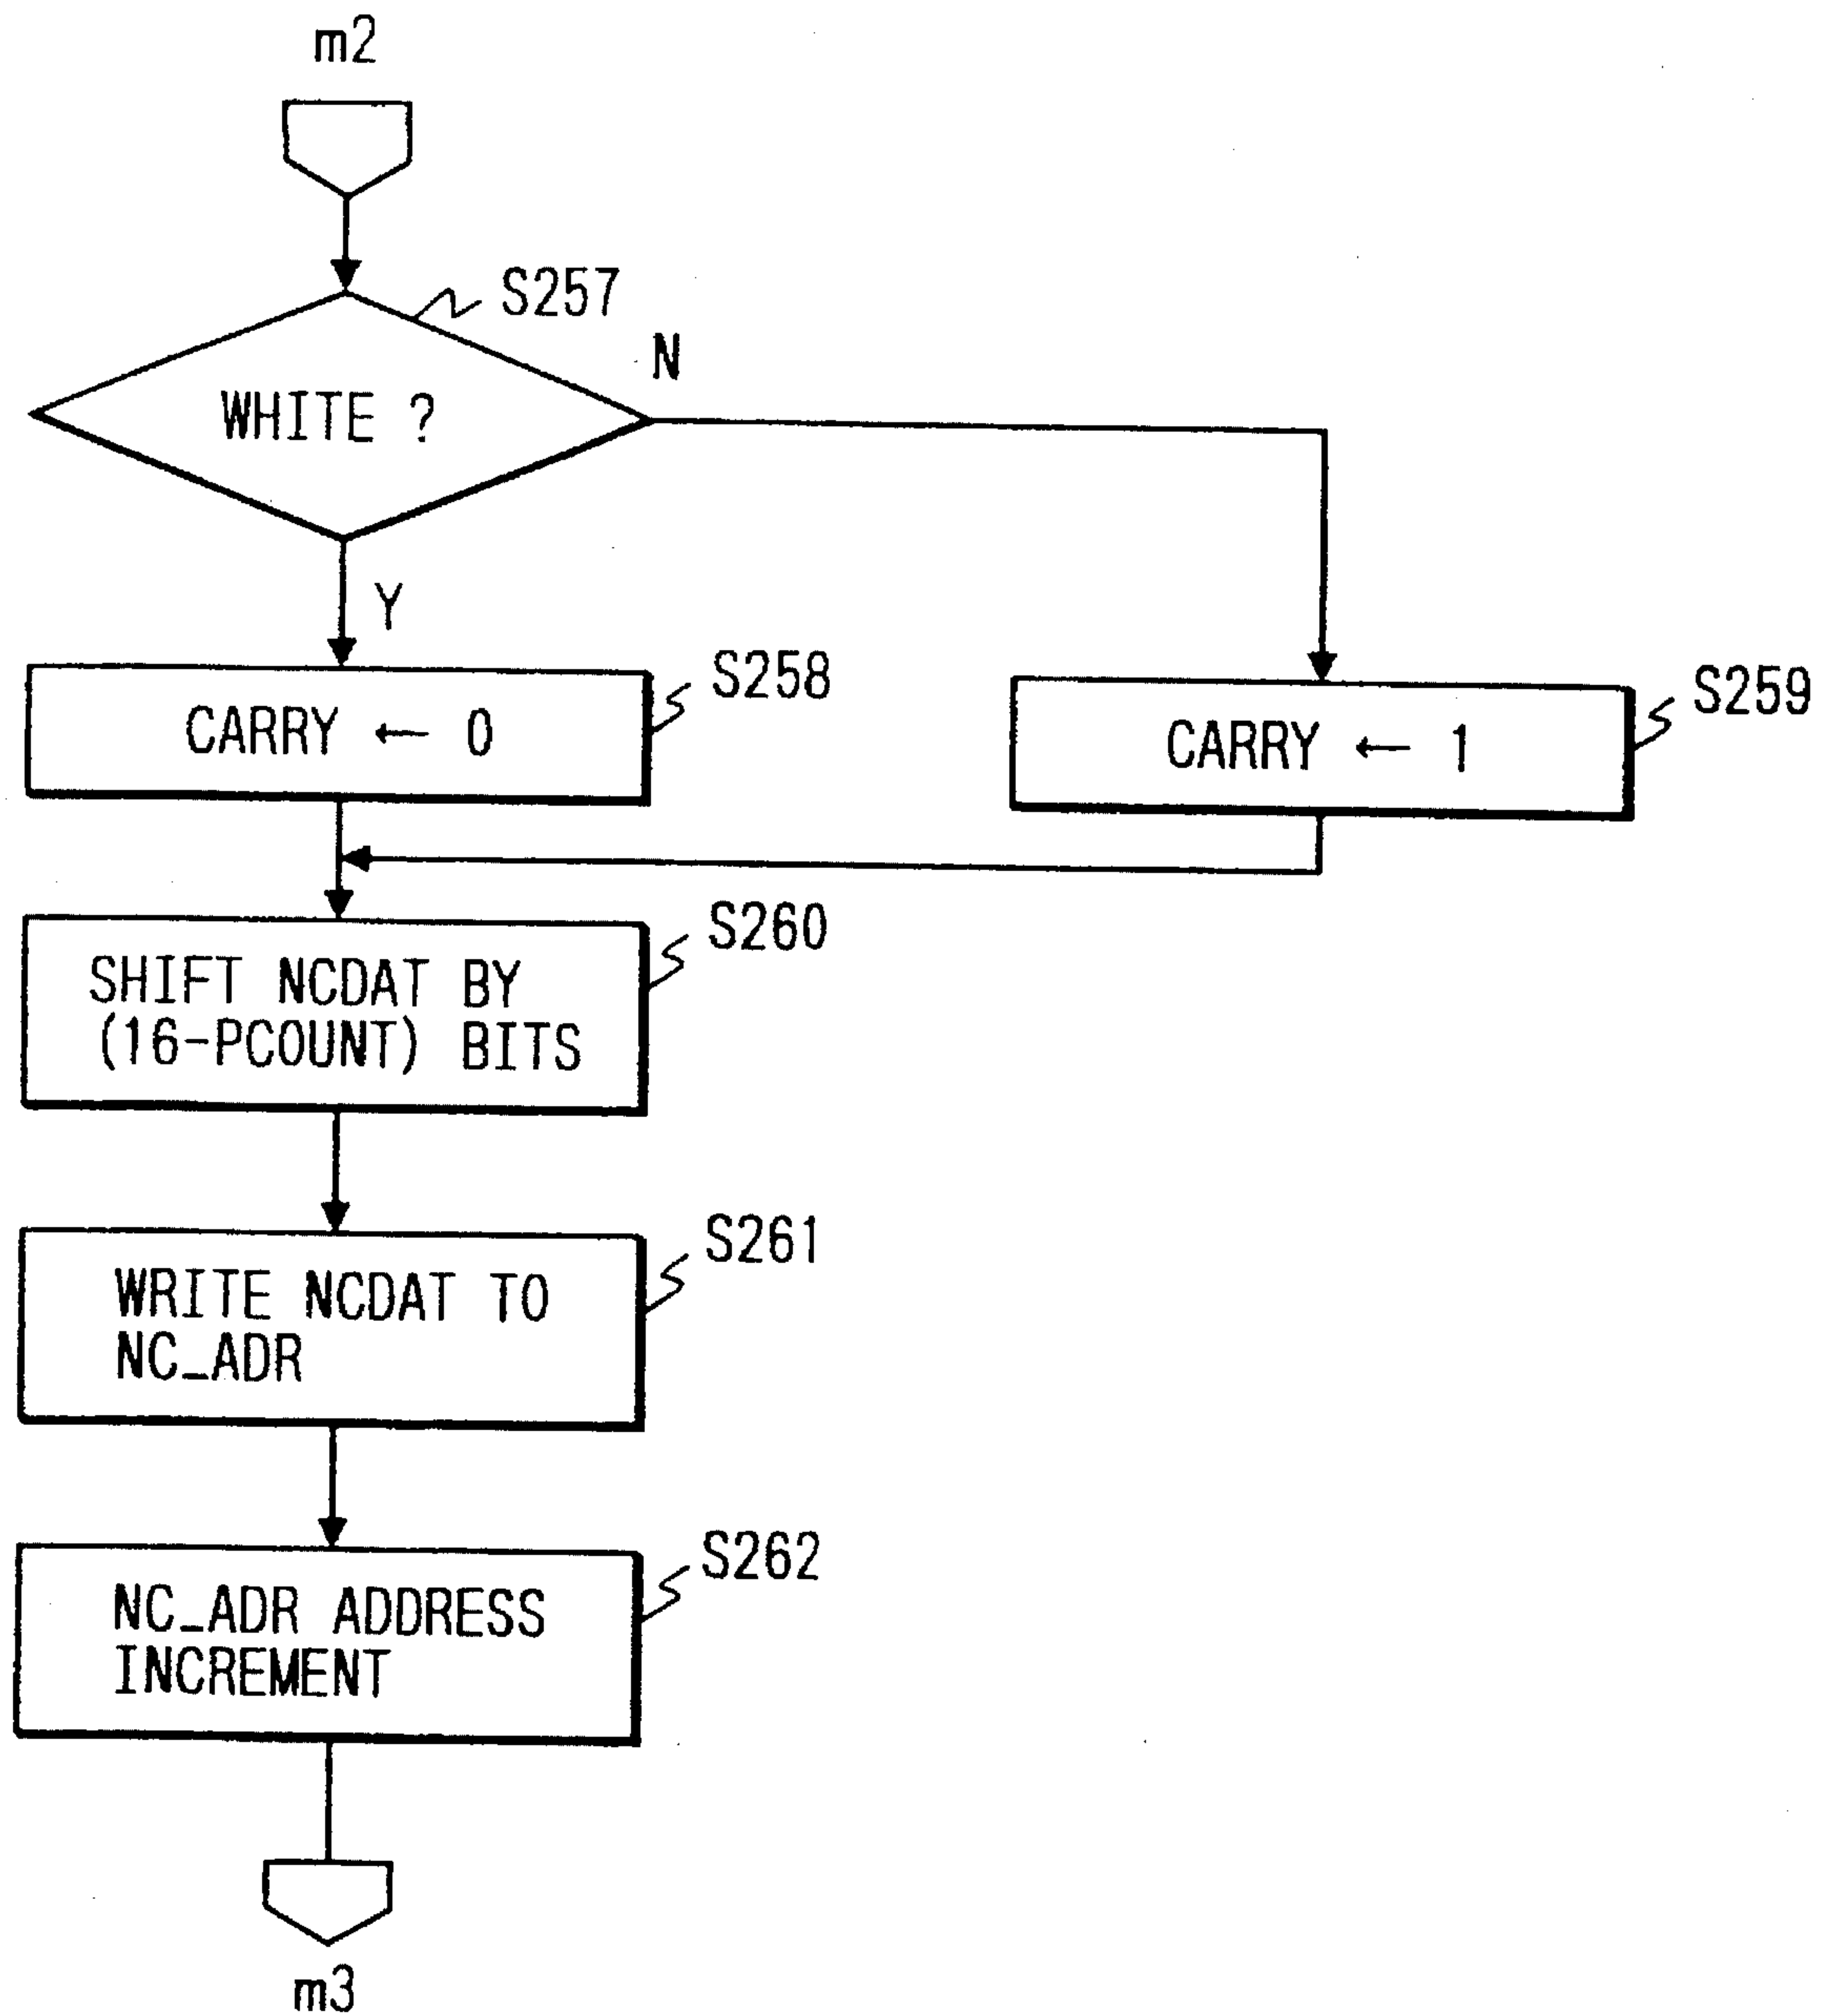 m2
S257
N
WHITE ?
Y
S258
CARRY ← 0
S259
CARRY ← 1
S260
SHIFT NCDAT BY
(16-PCOUNT) BITS
S261
WRITE NCDAT TO
NC_ADR
S262
NC_ADR ADDRESS
INCREMENT
m3